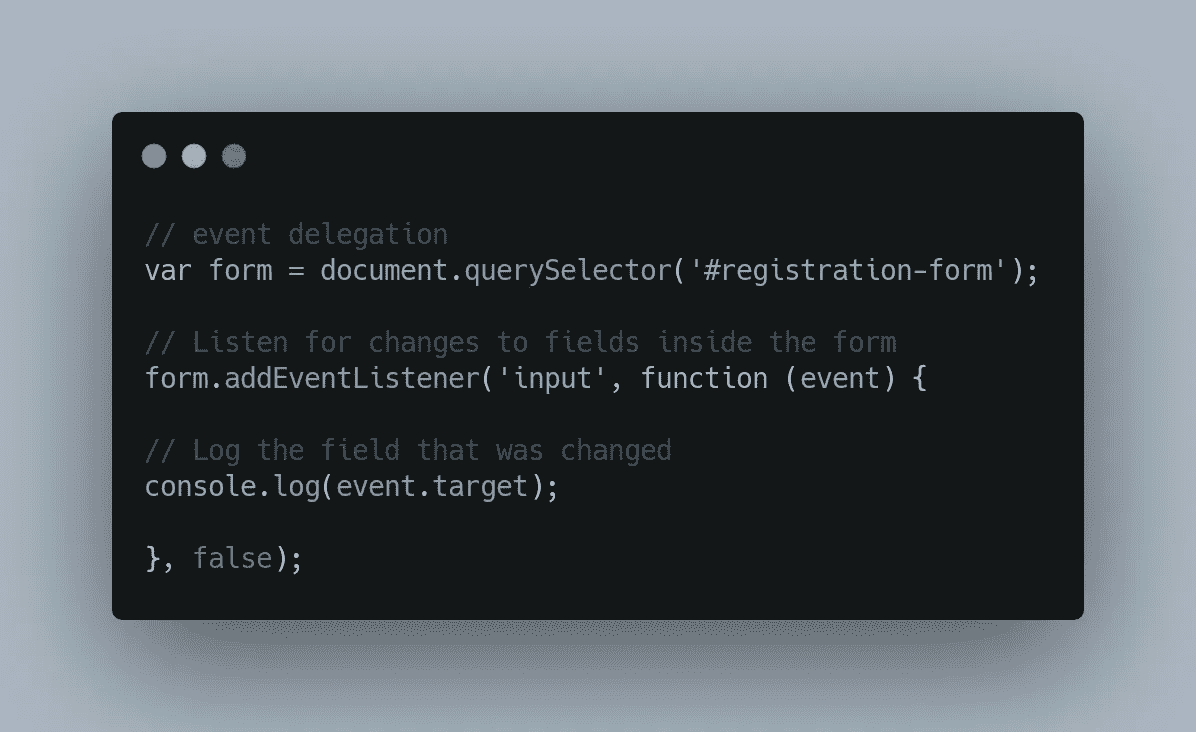 // event delegation
var form = document.querySelector('#registration-form');
// Listen for changes to fields inside the form
form.addEventListener('input', function (event) {
// Log the field that was changed
console.log(event.target);
}, false);